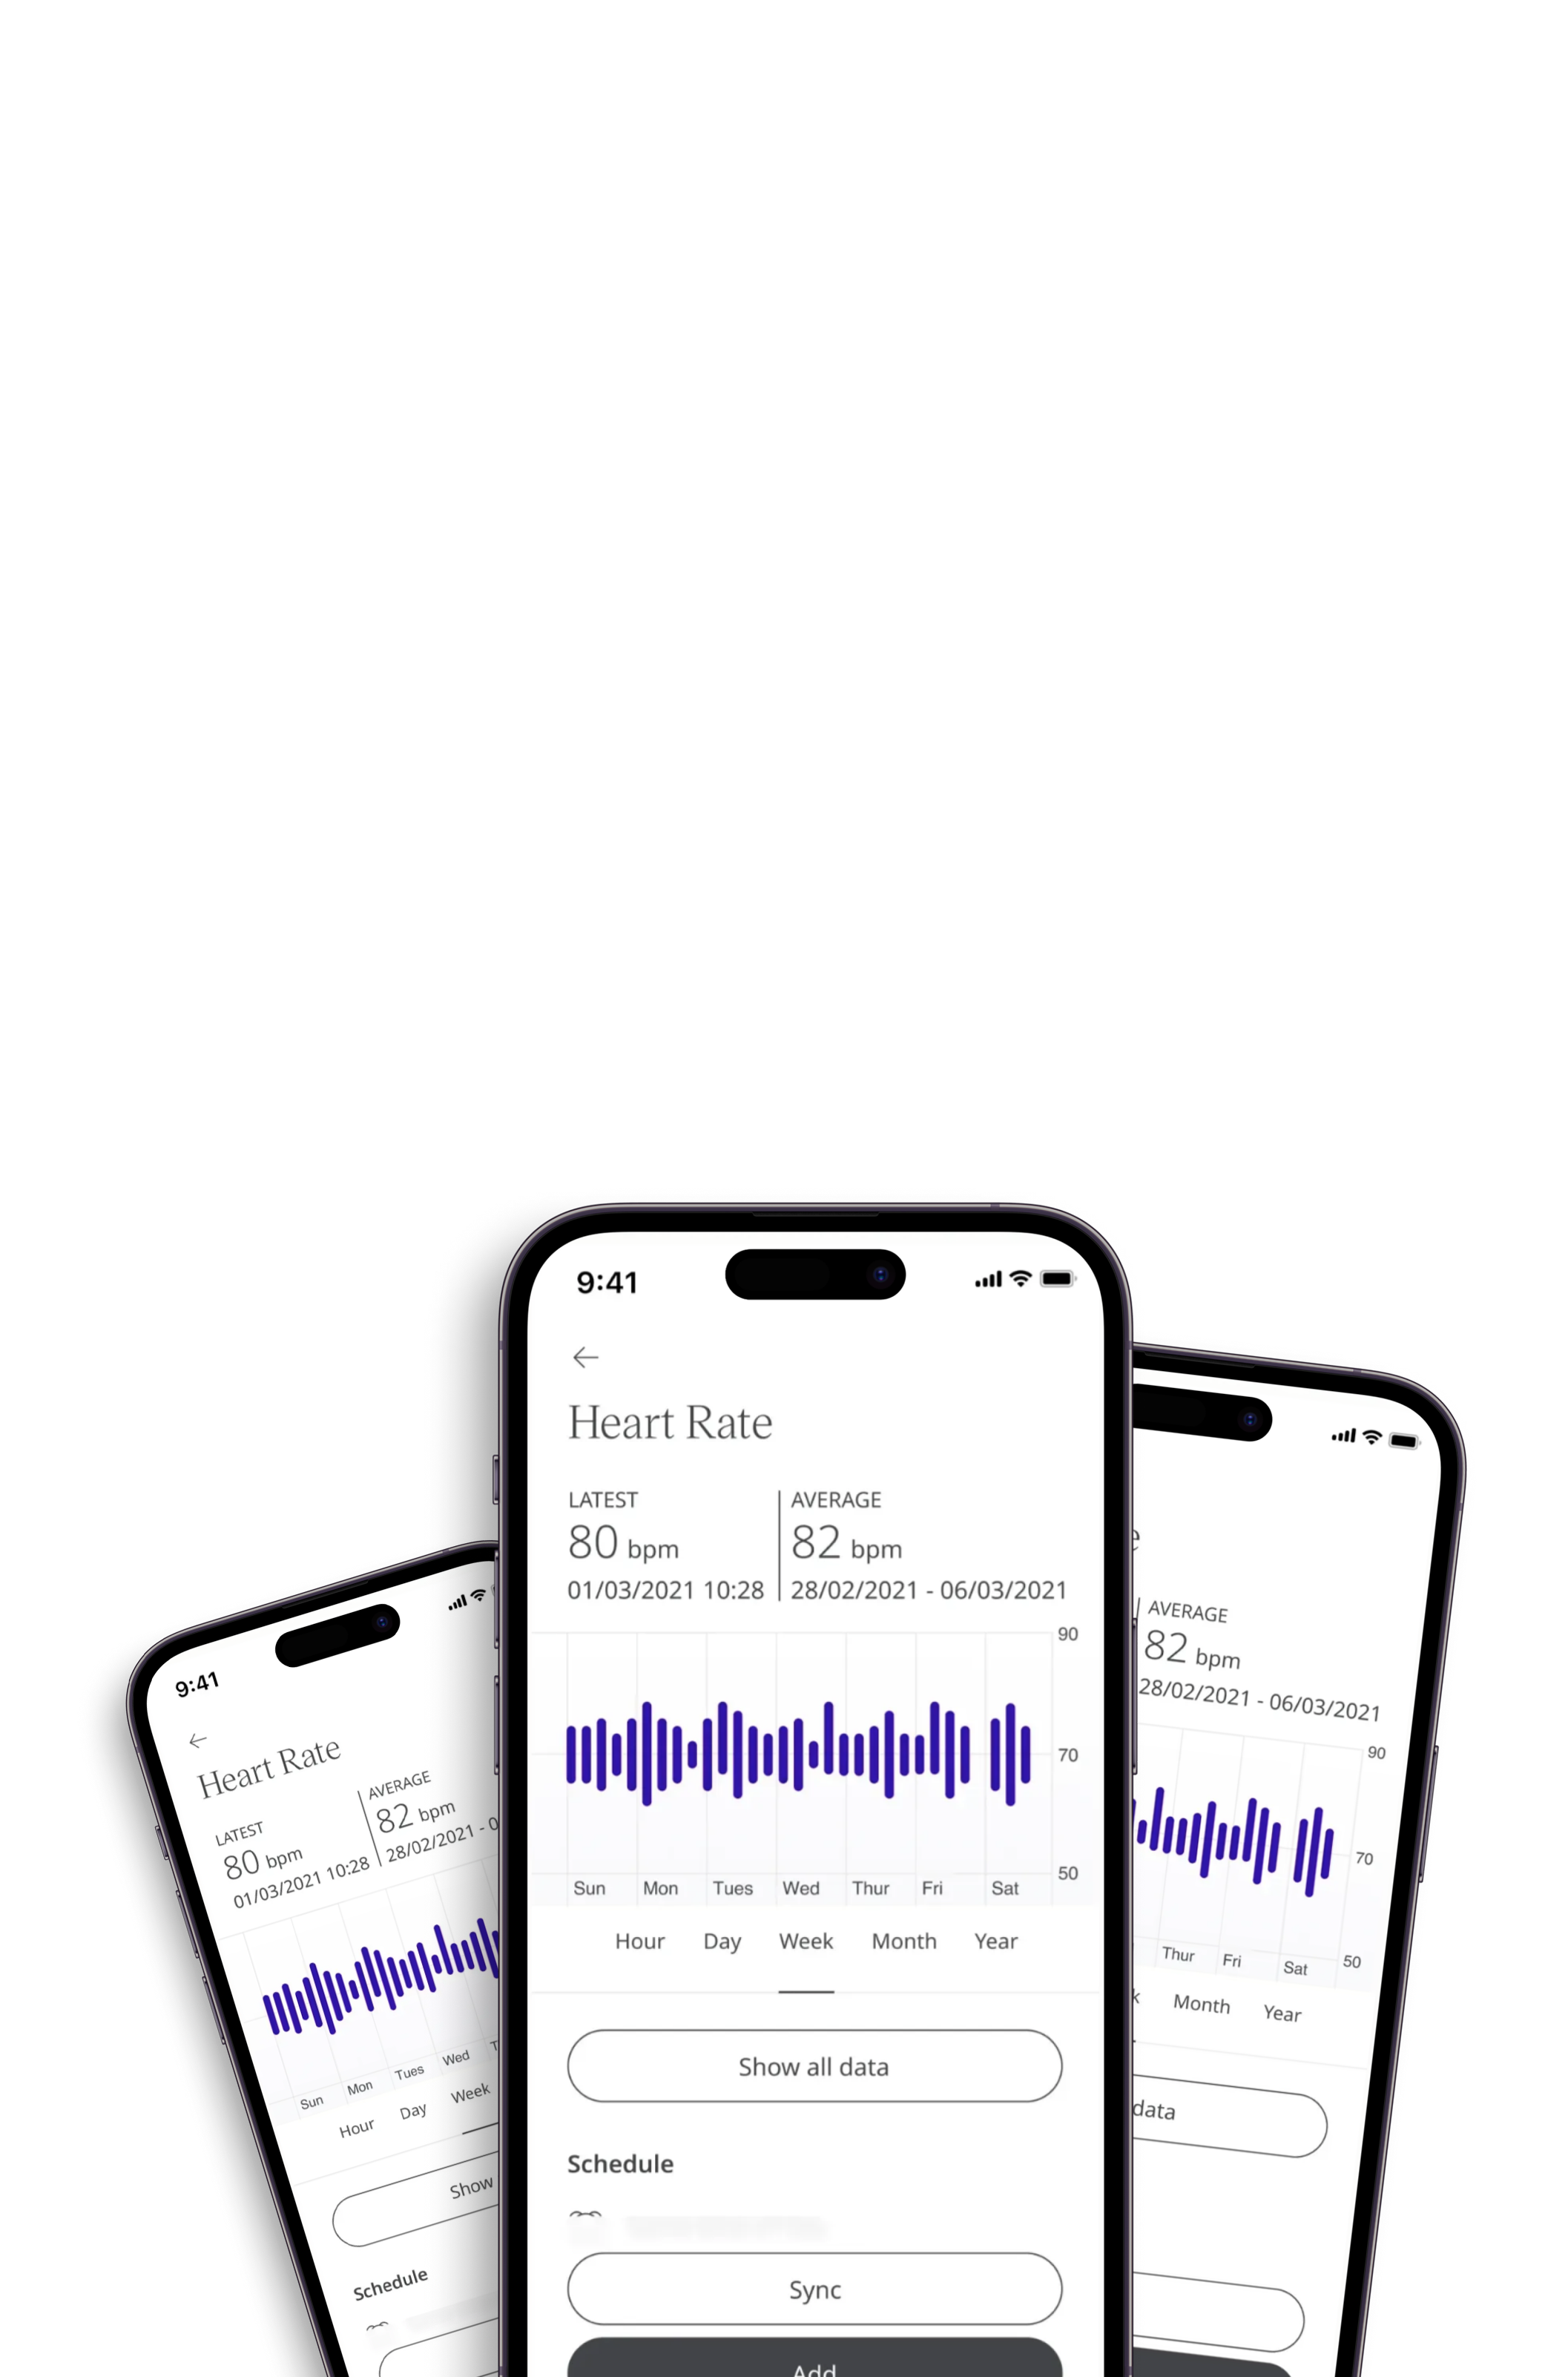 9:41
Heart Rate
LATEST
80 bpm
01/03/2021 10:28
AVERAGE
82 bpm
28/02/2021 - 06/03/2021
90
70
50
Sun Mon Tues Wed Thur Fri Sat
Hour Day Week Month Year
Show all data
Schedule
Sync
Add
9:41
Heart Rate
LATEST
80 bpm
01/03/2021 10:28
AVERAGE
82 bpm
28/02/2021 - 0
Sun Mon Tues Wed T
Hour Day Week
Show
Schedule
e
AVERAGE
82 bpm
28/02/2021 - 06/03/2021
90
70
50
Thur Fri Sat
k Month Year
data